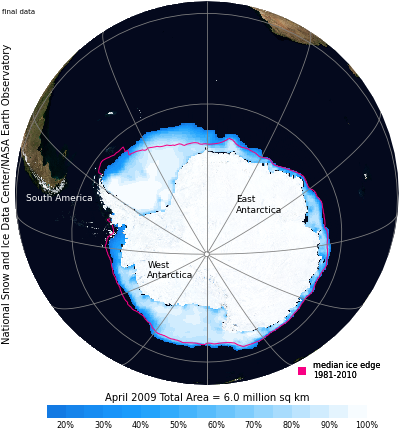 final data
National Snow and Ice Data Center/NASA Earth Observatory
South America
East
Antarctica
West
Antarctica
median ice edge
1981-2010
April 2009 Total Area = 6.0 million sq km
20% 30% 40% 50% 60% 70% 80% 90% 100%